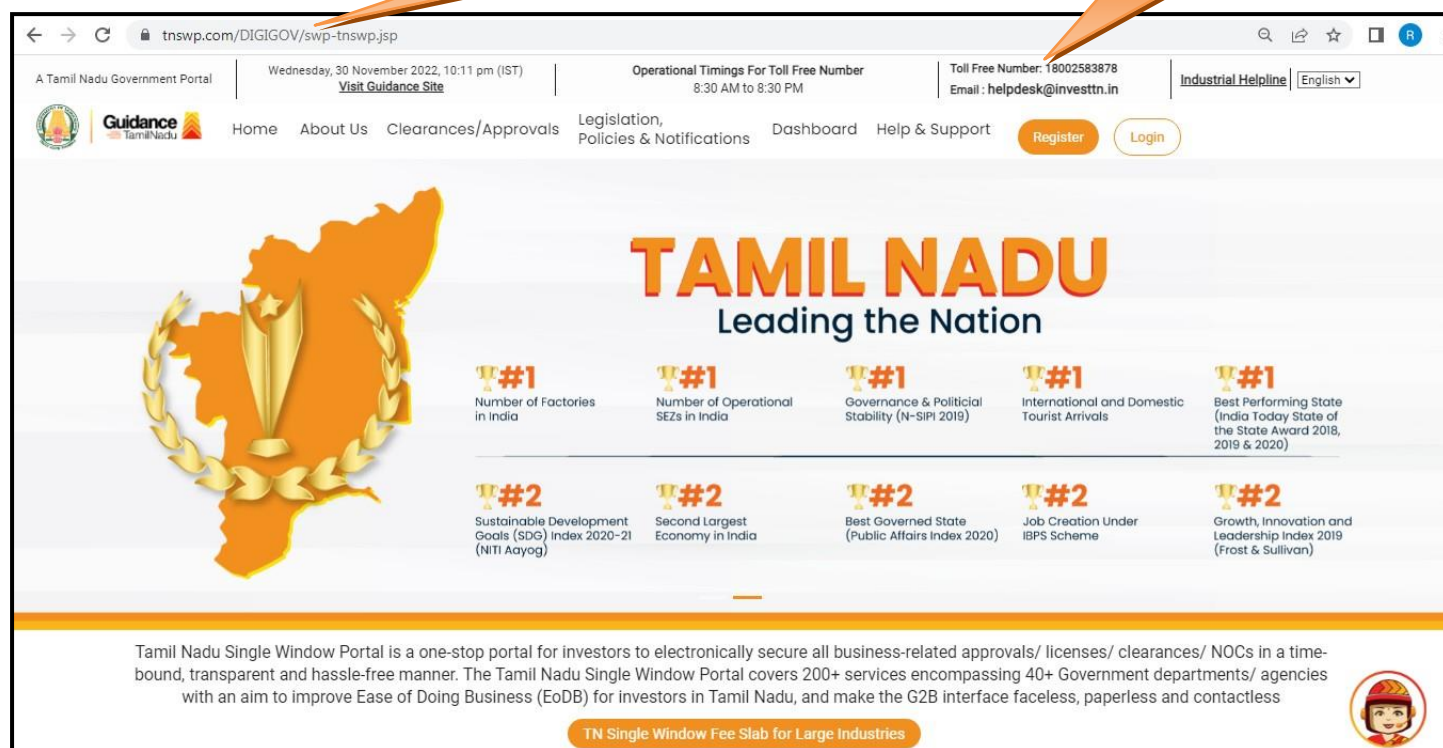 tnswp.com/DIGIGOV/swp-tnswp.jsp
R
A Tamil Nadu Government Portal
Wednesday, 30 November 2022, 10:11 pm (IST)
Visit Guidance Site
Operational Timings For Toll Free Number
8:30 AM to 8:30 PM
Toll Free Number: 18002583878
Email : helpdesk@investtn.in
Industrial Helpline
English
Guidance
TamilNadu
Home
About Us
Clearances/Approvals
Legislation,
Policies & Notifications
Dashboard
Help & Support
Register
Login
TAMIL NADU
Leading the Nation
#1
Number of Factories
in India
#1
Number of Operational
SEZs in India
#1
Governance & Politicial
Stability (N-SIPI 2019)
#1
International and Domestic
Tourist Arrivals
#1
Best Performing State
(India Today State of
the State Award 2018,
2019 & 2020)
#2
Sustainable Development
Goals (SDG) Index 2020-21
(NITI Aayog)
#2
Second Largest
Economy in India
#2
Best Governed State
(Public Affairs Index 2020)
#2
Job Creation Under
IBPS Scheme
#2
Growth, Innovation and
Leadership Index 2019
(Frost & Sullivan)
Tamil Nadu Single Window Portal is a one-stop portal for investors to electronically secure all business-related approvals/ licenses/ clearances/ NOCs in a time-
bound, transparent and hassle-free manner. The Tamil Nadu Single Window Portal covers 200+ services encompassing 40+ Government departments/ agencies
with an aim to improve Ease of Doing Business (EoDB) for investors in Tamil Nadu, and make the G2B interface faceless, paperless and contactless
TN Single Window Fee Slab for Large Industries